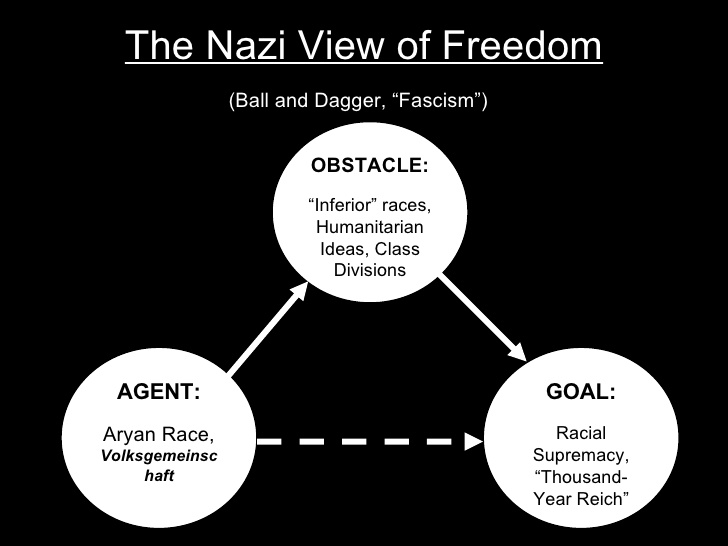 The Nazi View of Freedom
(Ball and Dagger, “Fascism”)
OBSTACLE:
“Inferior” races,
Humanitarian
Ideas, Class
Divisions
AGENT:
Aryan Race,
Volksgemeinsc
haft
GOAL:
Racial
Supremacy,
“Thousand-
Year Reich”